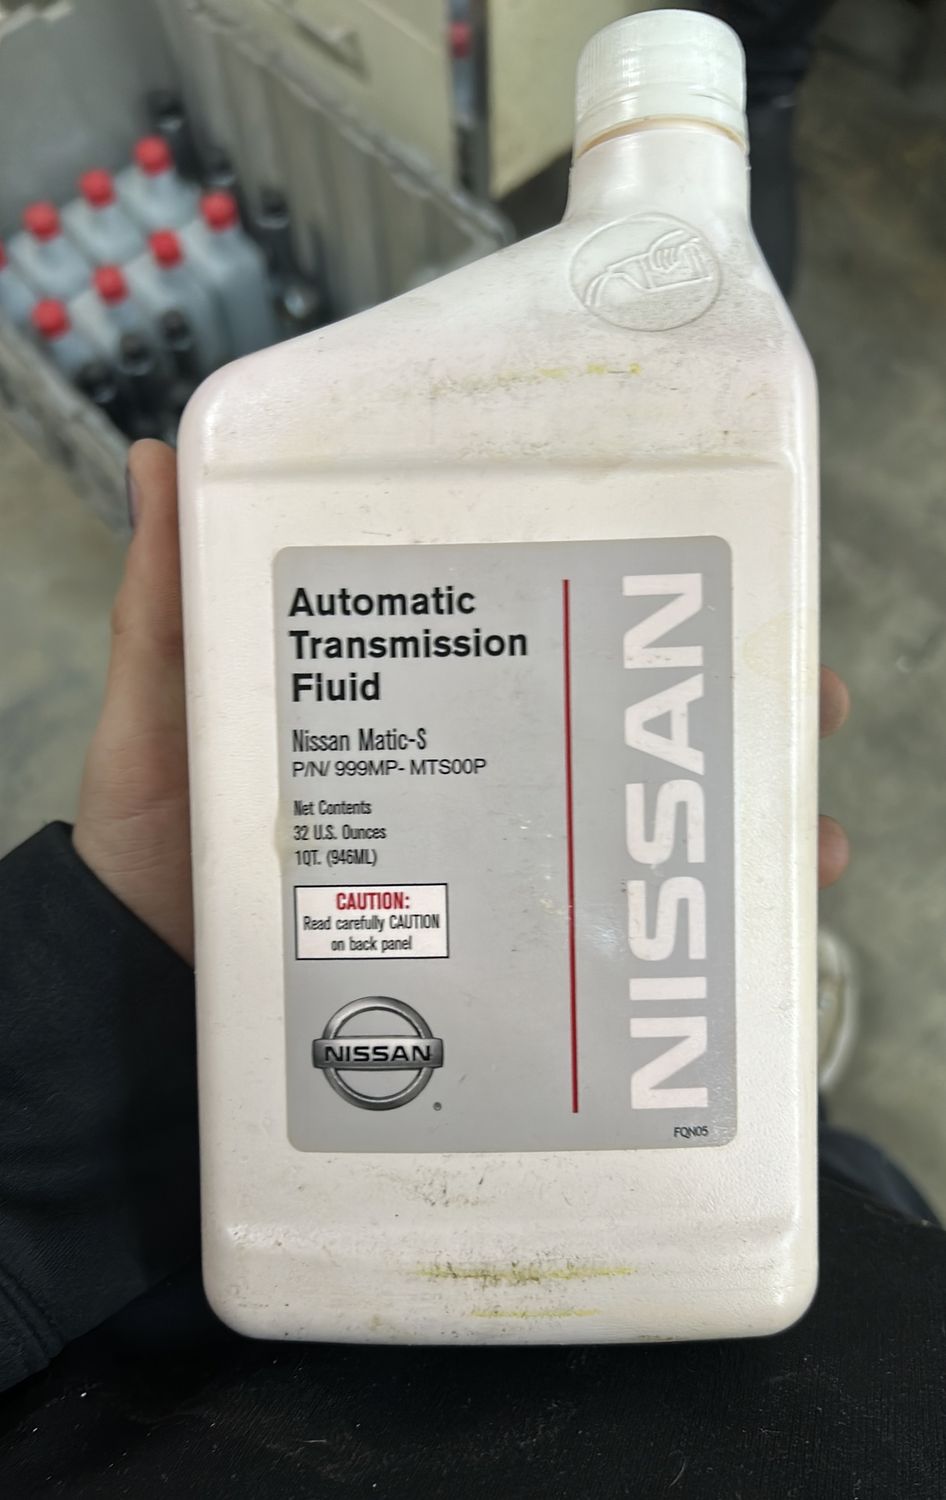 Automatic
Transmission
Fluid
Nissan Matic-S
P/N/ 999MP- MTS00P
Net Contents
32 U.S. Ounces
1QT. (946ML)
CAUTION:
Read carefully CAUTION
on back panel
NISSAN
®
NISSAN
FQN05